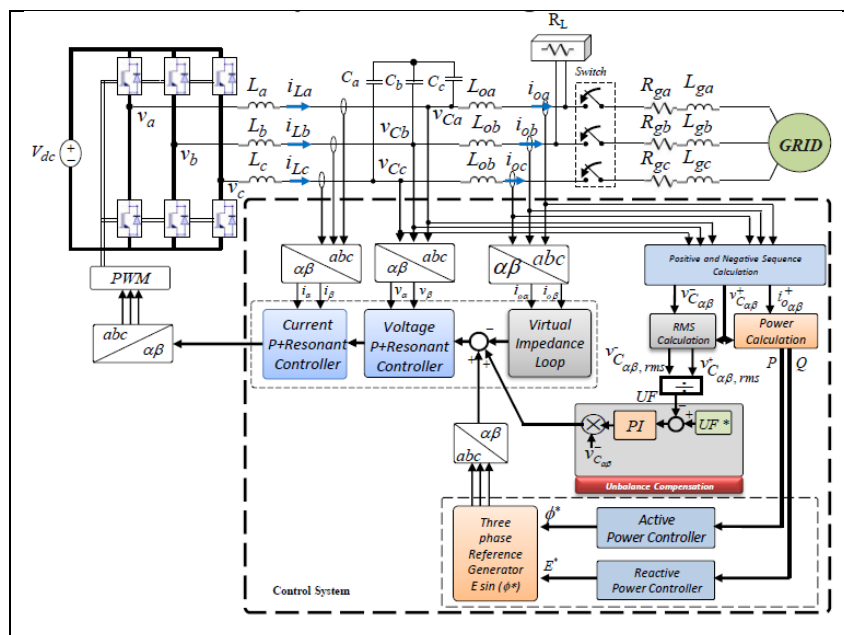 R_L
C_a C_b C_c
Switch
L_a i_La L_oa i_oa R_ga L_ga
v_a v_Ca
L_b i_Lb v_Cb L_ob i_ob R_gb L_gb
GRID
V_dc
v_b
L_c i_Lc v_Cc L_ob i_oc R_gc L_gc
v_c
PWM
abc
αβ
abc
αβ
abc
αβ
abc
αβ
Positive and Negative Sequence
Calculation
i_α i_β v_α v_β i_oα i_oβ
v⁻_Cαβ v⁺_Cαβ i⁺_oαβ
Current
P+Resonant
Controller
Voltage
P+Resonant
Controller
Virtual
Impedance
Loop
− + +
RMS
Calculation
Power
Calculation
P Q
v⁻_Cαβ, rms v⁺_Cαβ, rms
÷
UF
− +
PI
UF *
v⁻_Cαβ
Unbalance Compensation
αβ
abc
Three
phase
Reference
Generator
E sin (ϕ*)
ϕ*
Active
Power Controller
E*
Reactive
Power Controller
Control System